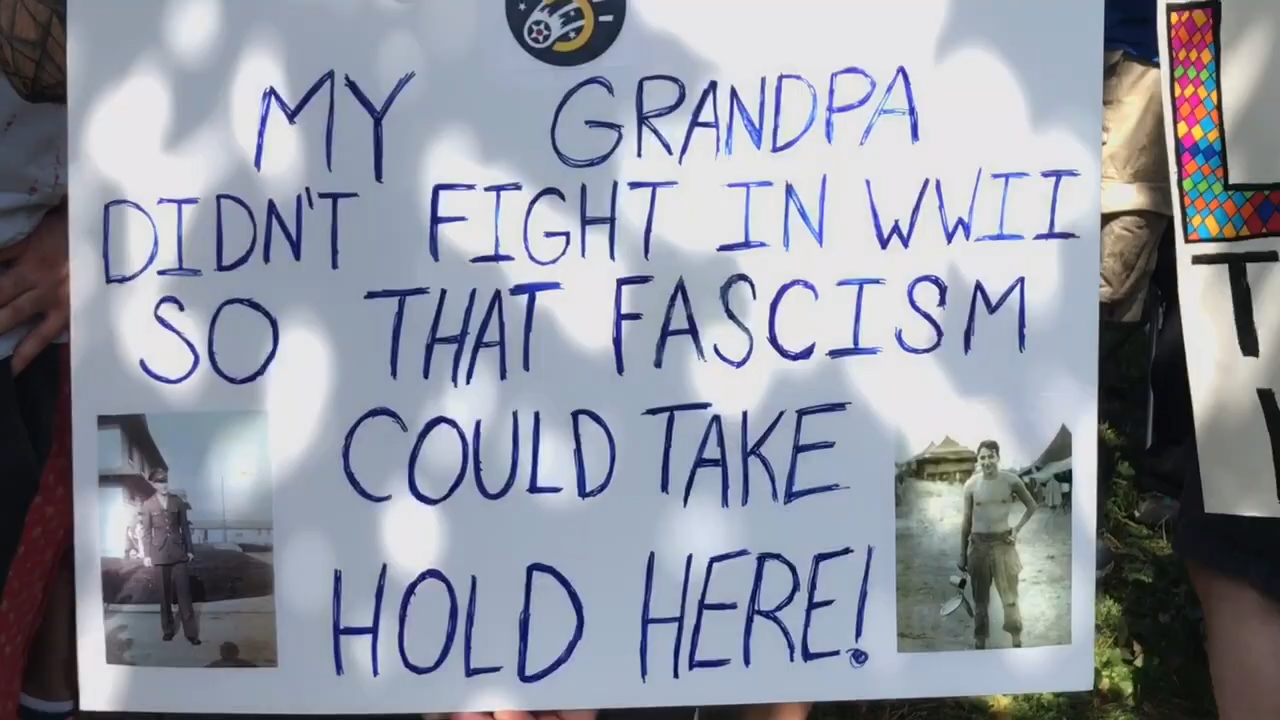 MY GRANDPA
DIDN'T FIGHT IN WWII
SO THAT FASCISM
COULD TAKE
HOLD HERE!
L
T